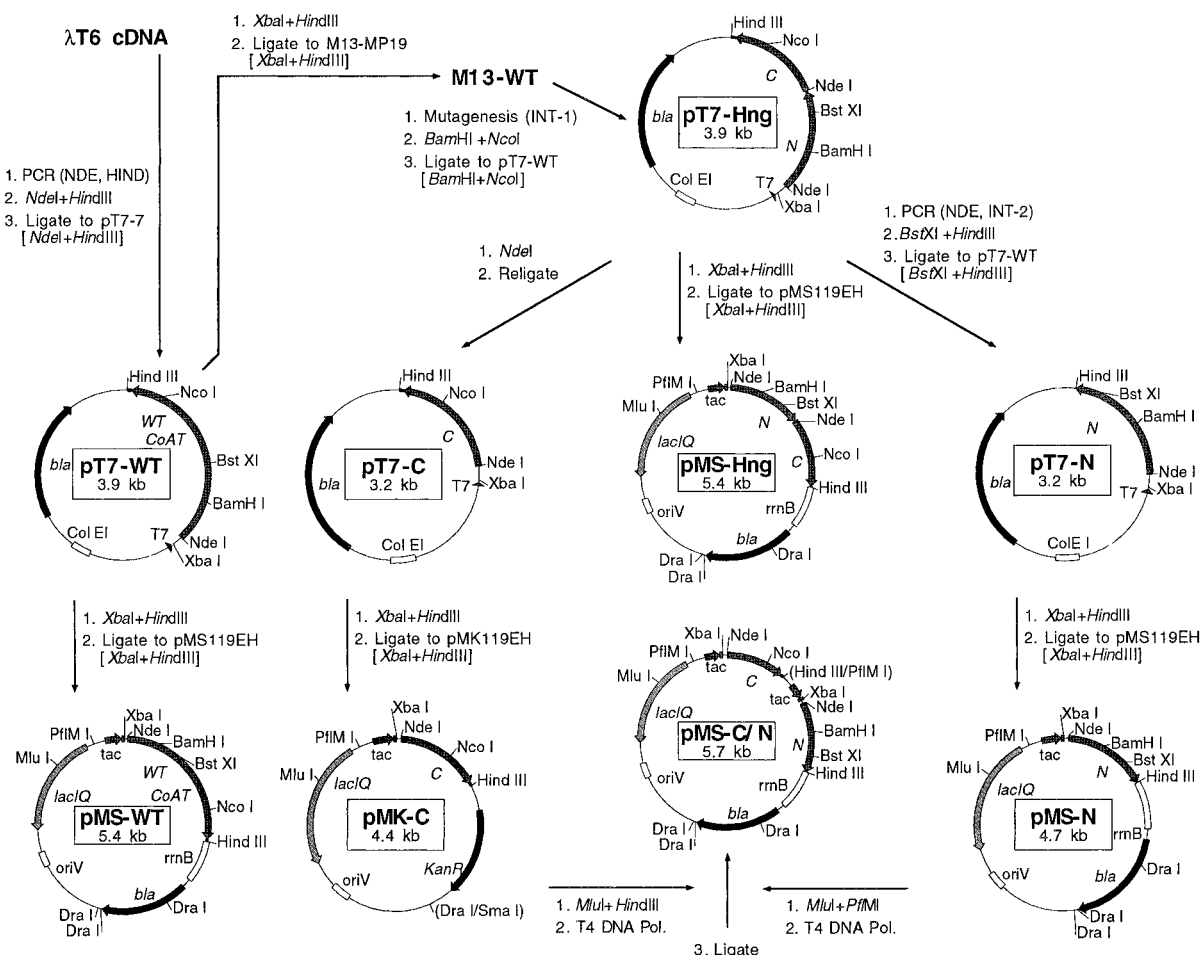 λT6 cDNA
1. XbaI+HindIII
2. Ligate to M13-MP19
[XbaI+HindIII]
M13-WT
1. Mutagenesis (INT-1)
2. BamHI +NcoI
3. Ligate to pT7-WT
[BamHI+NcoI]
Hind III
Nco I
C
Nde I
Bst XI
N
BamH I
Nde I
Xba I
T7
Col EI
bla
pT7-Hng
3.9 kb
1. PCR (NDE, HIND)
2. NdeI+HindIII
3. Ligate to pT7-7
[NdeI+HindIII]
1. NdeI
2. Religate
1. XbaI+HindIII
2. Ligate to pMS119EH
[XbaI+HindIII]
1. PCR (NDE, INT-2)
2. BstXI +HindIII
3. Ligate to pT7-WT
[BstXI +HindIII]
Hind III
Nco I
WT
CoAT
Bst XI
BamH I
Nde I
Xba I
T7
Col EI
bla
pT7-WT
3.9 kb
Hind III
Nco I
C
Nde I
Xba I
T7
Col EI
bla
pT7-C
3.2 kb
Xba I
Nde I
PflM I
tac
BamH I
Bst XI
Nde I
Mlu I
N
lacIQ
C
Nco I
Hind III
rrnB
oriV
bla
Dra I
Dra I
Dra I
pMS-Hng
5.4 kb
Hind III
Bst XI
BamH I
N
Nde I
Xba I
T7
ColE I
bla
pT7-N
3.2 kb
1. XbaI+HindIII
2. Ligate to pMS119EH
[XbaI+HindIII]
1. XbaI+HindIII
2. Ligate to pMK119EH
[XbaI+HindIII]
1. XbaI+HindIII
2. Ligate to pMS119EH
[XbaI+HindIII]
Xba I
Nde I
PflM I
tac
BamH I
Bst XI
Mlu I
WT
lacIQ
CoAT
Nco I
Hind III
rrnB
oriV
bla
Dra I
Dra I
Dra I
pMS-WT
5.4 kb
Xba I
Nde I
PflM I
tac
Nco I
C
Mlu I
lacIQ
Hind III
KanR
oriV
(Dra I/Sma I)
pMK-C
4.4 kb
Xba I
Nde I
PflM I
tac
Nco I
(Hind III/PflM I)
C
Mlu I
tac
Xba I
Nde I
lacIQ
BamH I
N
Bst XI
Hind III
rrnB
oriV
bla
Dra I
Dra I
Dra I
pMS-C/N
5.7 kb
Xba I
Nde I
PflM I
tac
BamH I
Bst XI
Hind III
N
Mlu I
lacIQ
rrnB
oriV
bla
Dra I
Dra I
Dra I
pMS-N
4.7 kb
1. MluI+HindIII
2. T4 DNA Pol.
1. MluI+PflMI
2. T4 DNA Pol.
3. Ligate